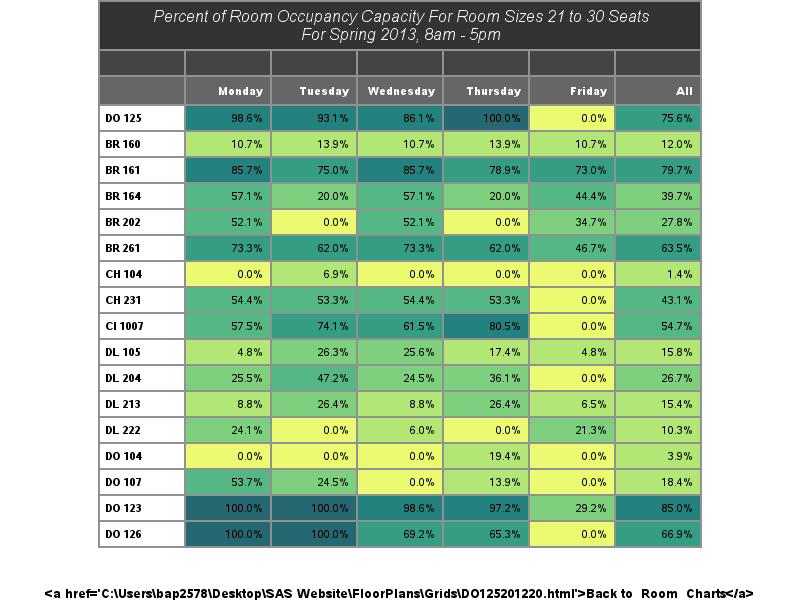 Percent of Room Occupancy Capacity For Room Sizes 21 to 30 Seats
For Spring 2013, 8am - 5pm
Monday Tuesday Wednesday Thursday Friday All
DO 125 98.6% 93.1% 86.1% 100.0% 0.0% 75.6%
BR 160 10.7% 13.9% 10.7% 13.9% 10.7% 12.0%
BR 161 85.7% 75.0% 85.7% 78.9% 73.0% 79.7%
BR 164 57.1% 20.0% 57.1% 20.0% 44.4% 39.7%
BR 202 52.1% 0.0% 52.1% 0.0% 34.7% 27.8%
BR 261 73.3% 62.0% 73.3% 62.0% 46.7% 63.5%
CH 104 0.0% 6.9% 0.0% 0.0% 0.0% 1.4%
CH 231 54.4% 53.3% 54.4% 53.3% 0.0% 43.1%
CI 1007 57.5% 74.1% 61.5% 80.5% 0.0% 54.7%
DL 105 4.8% 26.3% 25.6% 17.4% 4.8% 15.8%
DL 204 25.5% 47.2% 24.5% 36.1% 0.0% 26.7%
DL 213 8.8% 26.4% 8.8% 26.4% 6.5% 15.4%
DL 222 24.1% 0.0% 6.0% 0.0% 21.3% 10.3%
DO 104 0.0% 0.0% 0.0% 19.4% 0.0% 3.9%
DO 107 53.7% 24.5% 0.0% 13.9% 0.0% 18.4%
DO 123 100.0% 100.0% 98.6% 97.2% 29.2% 85.0%
DO 126 100.0% 100.0% 69.2% 65.3% 0.0% 66.9%
<a href='C:\Users\bap2578\Desktop\SAS Website\FloorPlans\Grids\DO125201220.html'>Back to Room Charts</a>